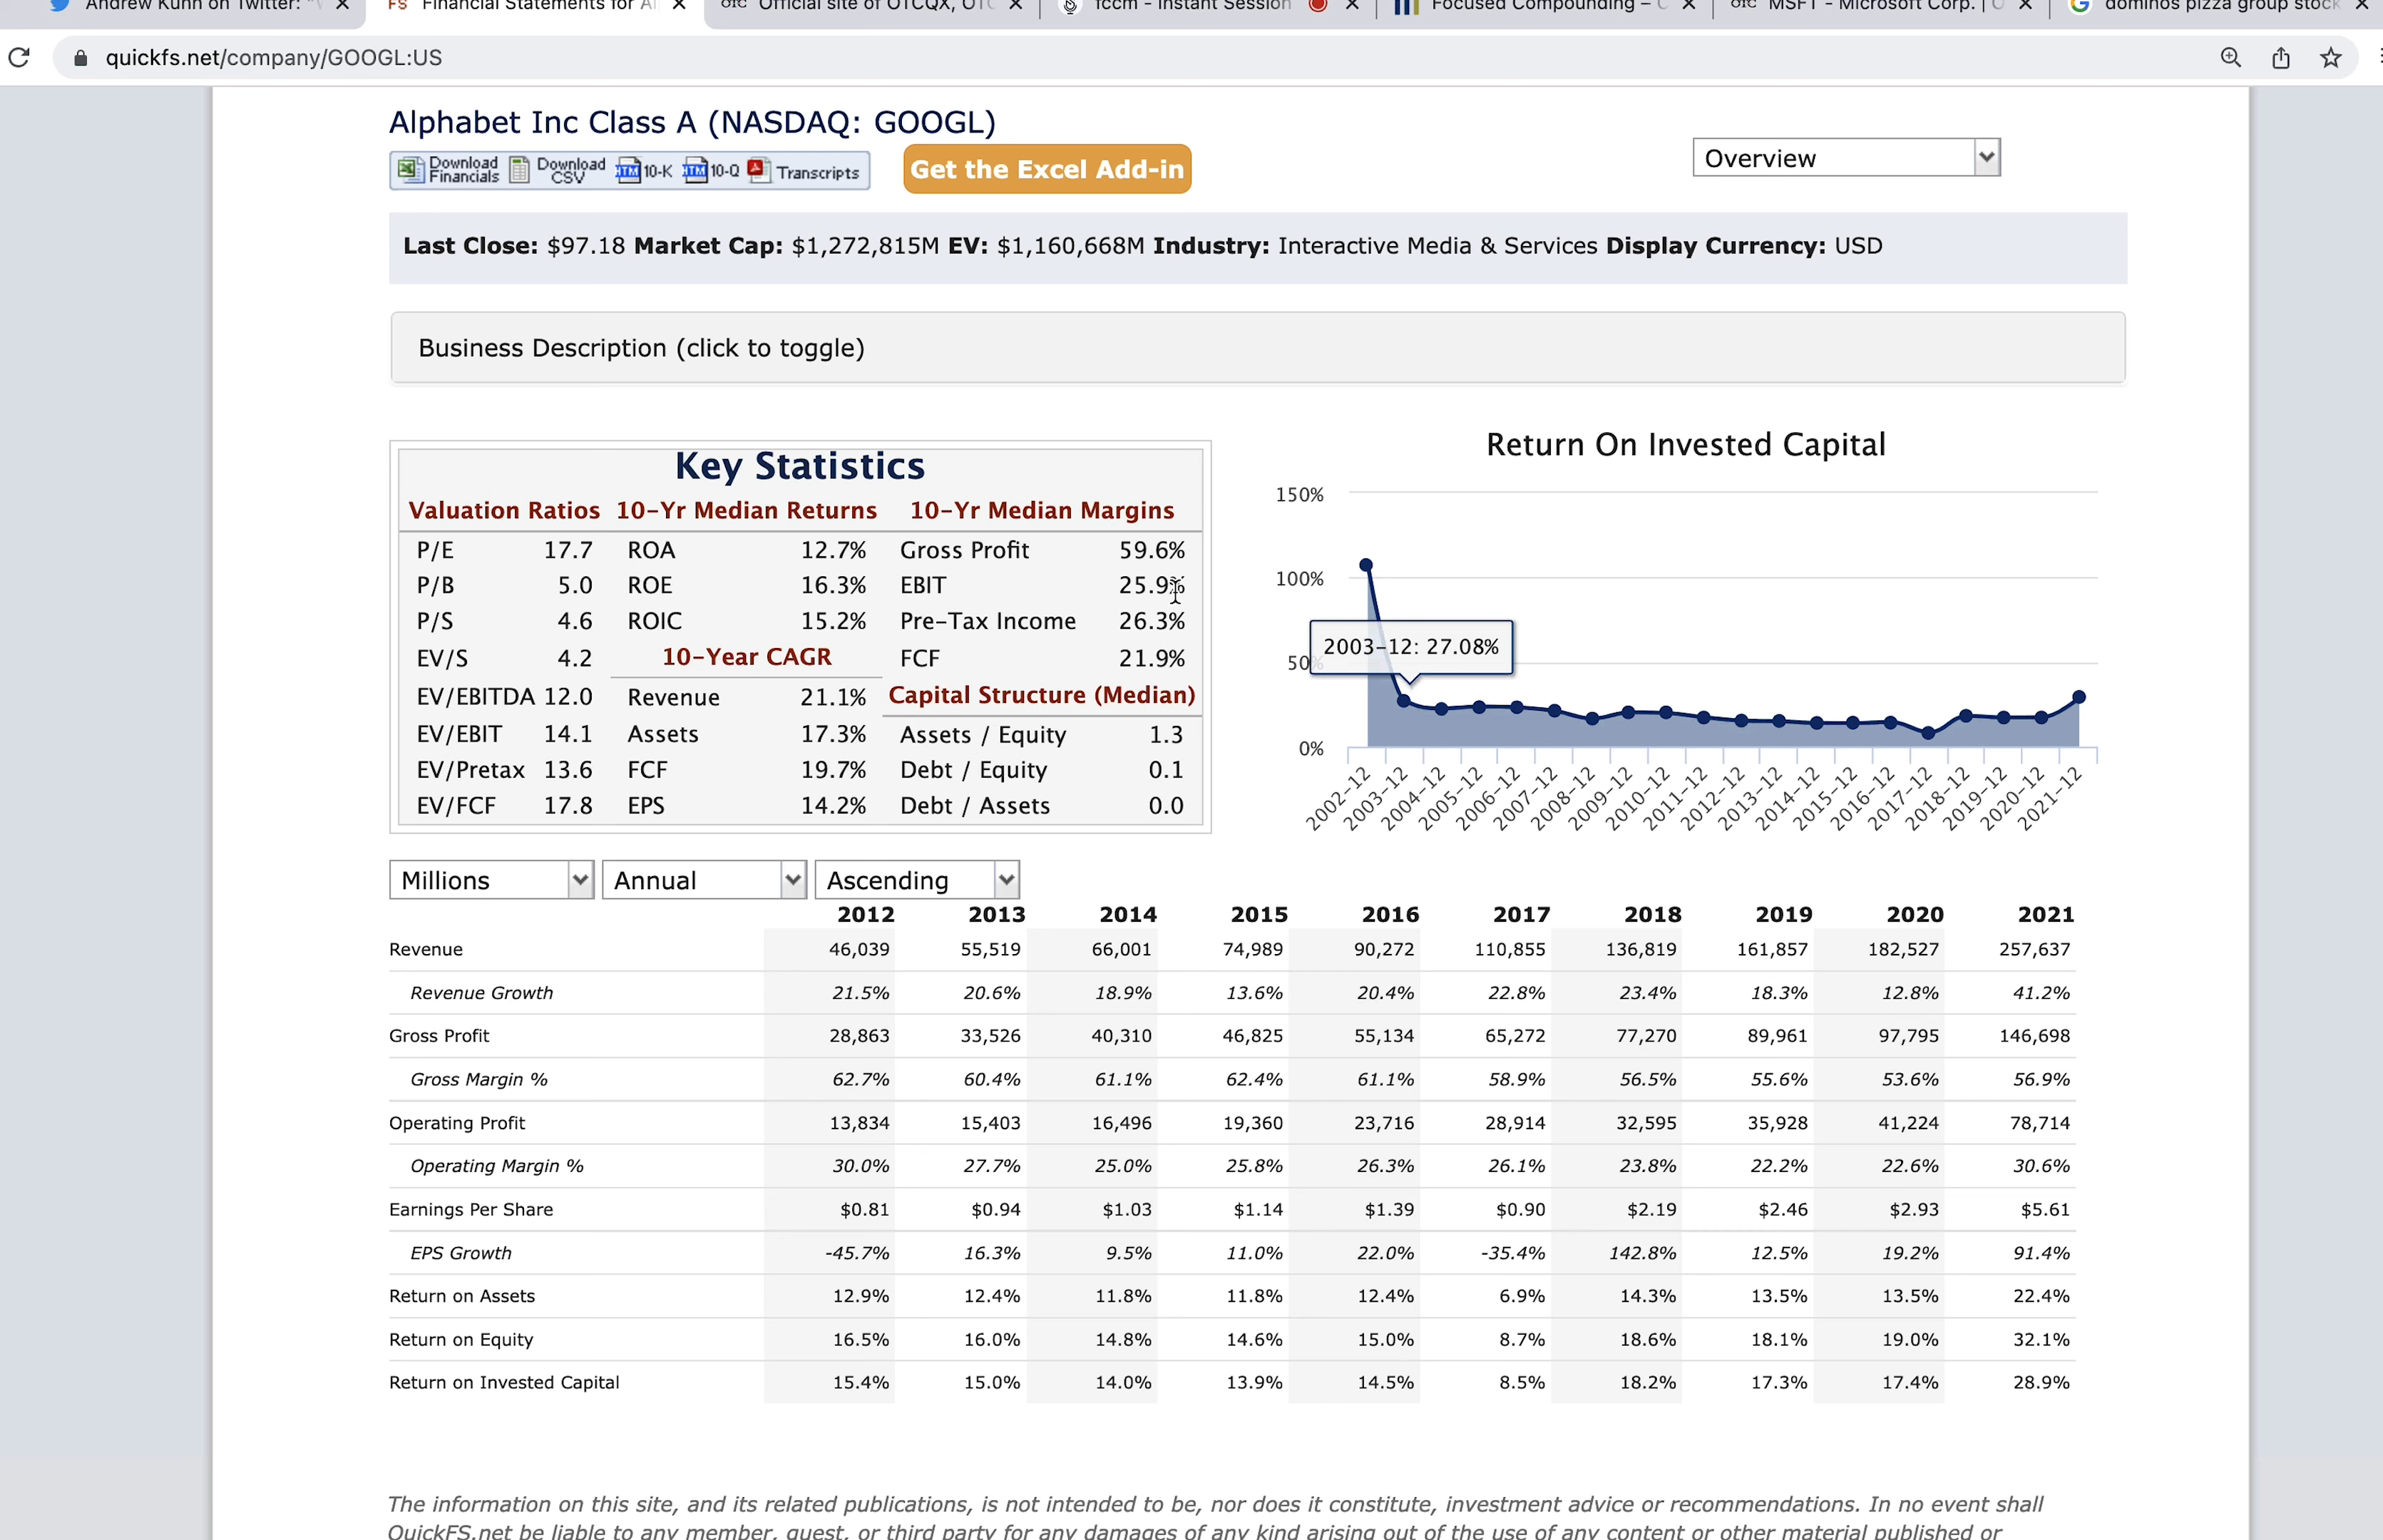 Andrew Kuhn on Twitter: "
Financial Statements for Al
Official site of OTCQX, OTC
fccm - Instant Session
Focused Compounding – C
MSFT - Microsoft Corp. | O
dominos pizza group stock
quickfs.net/company/GOOGL:US
Alphabet Inc Class A (NASDAQ: GOOGL)
Download Financials Download CSV 10-K 10-Q Transcripts Get the Excel Add-in Overview
Last Close: $97.18 Market Cap: $1,272,815M EV: $1,160,668M Industry: Interactive Media & Services Display Currency: USD
Business Description (click to toggle)
Key Statistics
Valuation Ratios 10-Yr Median Returns 10-Yr Median Margins
P/E 17.7 ROA 12.7% Gross Profit 59.6%
P/B 5.0 ROE 16.3% EBIT 25.9%
P/S 4.6 ROIC 15.2% Pre-Tax Income 26.3%
EV/S 4.2 10-Year CAGR FCF 21.9%
EV/EBITDA 12.0 Revenue 21.1% Capital Structure (Median)
EV/EBIT 14.1 Assets 17.3% Assets / Equity 1.3
EV/Pretax 13.6 FCF 19.7% Debt / Equity 0.1
EV/FCF 17.8 EPS 14.2% Debt / Assets 0.0
Return On Invested Capital
150%
100%
50%
2003-12: 27.08%
0%
2002-12 2003-12 2004-12 2005-12 2006-12 2007-12 2008-12 2009-12 2010-12 2011-12 2012-12 2013-12 2014-12 2015-12 2016-12 2017-12 2018-12 2019-12 2020-12 2021-12
Millions Annual Ascending
2012 2013 2014 2015 2016 2017 2018 2019 2020 2021
Revenue 46,039 55,519 66,001 74,989 90,272 110,855 136,819 161,857 182,527 257,637
Revenue Growth 21.5% 20.6% 18.9% 13.6% 20.4% 22.8% 23.4% 18.3% 12.8% 41.2%
Gross Profit 28,863 33,526 40,310 46,825 55,134 65,272 77,270 89,961 97,795 146,698
Gross Margin % 62.7% 60.4% 61.1% 62.4% 61.1% 58.9% 56.5% 55.6% 53.6% 56.9%
Operating Profit 13,834 15,403 16,496 19,360 23,716 28,914 32,595 35,928 41,224 78,714
Operating Margin % 30.0% 27.7% 25.0% 25.8% 26.3% 26.1% 23.8% 22.2% 22.6% 30.6%
Earnings Per Share $0.81 $0.94 $1.03 $1.14 $1.39 $0.90 $2.19 $2.46 $2.93 $5.61
EPS Growth -45.7% 16.3% 9.5% 11.0% 22.0% -35.4% 142.8% 12.5% 19.2% 91.4%
Return on Assets 12.9% 12.4% 11.8% 11.8% 12.4% 6.9% 14.3% 13.5% 13.5% 22.4%
Return on Equity 16.5% 16.0% 14.8% 14.6% 15.0% 8.7% 18.6% 18.1% 19.0% 32.1%
Return on Invested Capital 15.4% 15.0% 14.0% 13.9% 14.5% 8.5% 18.2% 17.3% 17.4% 28.9%
The information on this site, and its related publications, is not intended to be, nor does it constitute, investment advice or recommendations. In no event shall
QuickFS.net be liable to any member, guest, or third party for any damages of any kind arising out of the use of any content or other material published or